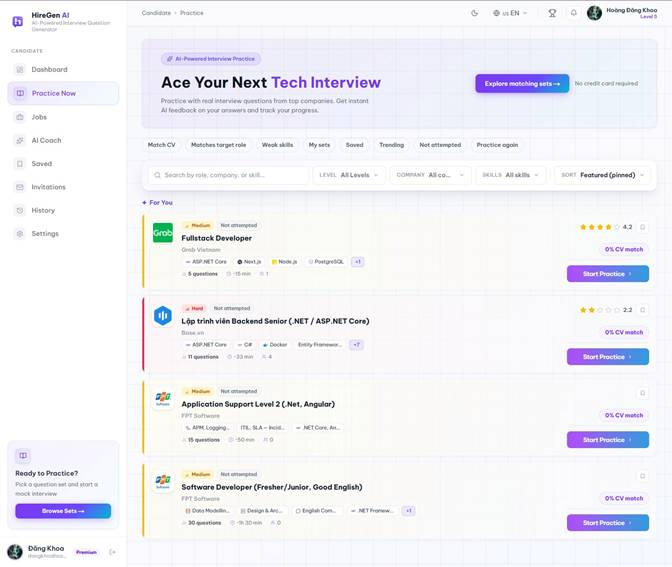 HireGen AI
AI-Powered Interview Question
Generator
CANDIDATE
Dashboard
Practice Now
Jobs
AI Coach
Saved
Invitations
History
Settings
Ready to Practice?
Pick a question set and start a
mock interview
Browse Sets →
Đăng Khoa
Premium
Candidate > Practice
US EN
Hoàng Đăng Khoa
Level 5
AI-Powered Interview Practice
Ace Your Next Tech Interview
Practice with real interview questions from top companies. Get instant
AI feedback on your answers and track your progress.
Explore matching sets →
No credit card required
Match CV
Matches target role
Weak skills
My sets
Saved
Trending
Not attempted
Practice again
Search by role, company, or skill...
LEVEL All Levels
COMPANY All co...
SKILLS All skills
SORT Featured (pinned)
For You
Grab
Medium Not attempted
4.2
Fullstack Developer
Grab Vietnam
0% CV match
ASP.NET Core Next.js Node.js PostgreSQL +1
5 questions ~15 min 1
Start Practice
Hard Not attempted
2.2
Lập trình viên Backend Senior (.NET / ASP.NET Core)
Base.vn
0% CV match
ASP.NET Core C# Docker Entity Framewor... +7
11 questions ~33 min 4
Start Practice
FPT Software
Medium Not attempted
Application Support Level 2 (.Net, Angular)
FPT Software
0% CV match
APM, Logging... ITIL, SLA — Incid... .NET Core, An...
15 questions ~50 min 0
Start Practice
FPT Software
Medium Not attempted
Software Developer (Fresher/Junior, Good English)
FPT Software
0% CV match
Data Modellin... Design & Arc... English Com... .NET Framew... +1
30 questions ~1h 30 min 0
Start Practice